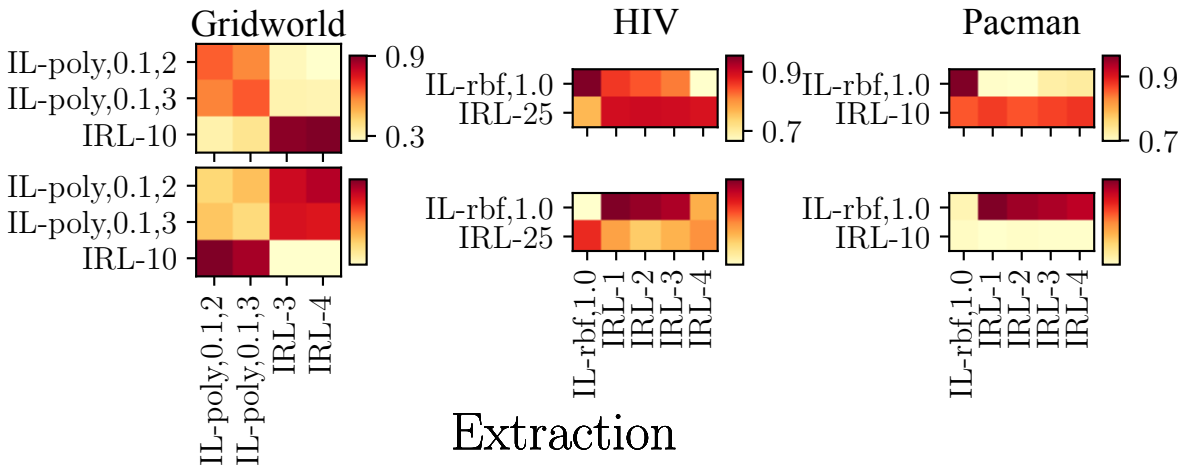 Gridworld
HIV
Pacman
IL-poly,0.1,2
IL-poly,0.1,3
IRL-10
0.9
0.3
IL-rbf,1.0
IRL-25
0.9
0.7
IL-rbf,1.0
IRL-10
0.9
0.7
IL-poly,0.1,2
IL-poly,0.1,3
IRL-10
IL-rbf,1.0
IRL-25
IL-rbf,1.0
IRL-10
IL-poly,0.1,2
IL-poly,0.1,3
IRL-3
IRL-4
IL-rbf,1.0
IRL-1
IRL-2
IRL-3
IRL-4
IL-rbf,1.0
IRL-1
IRL-2
IRL-3
IRL-4
Extraction